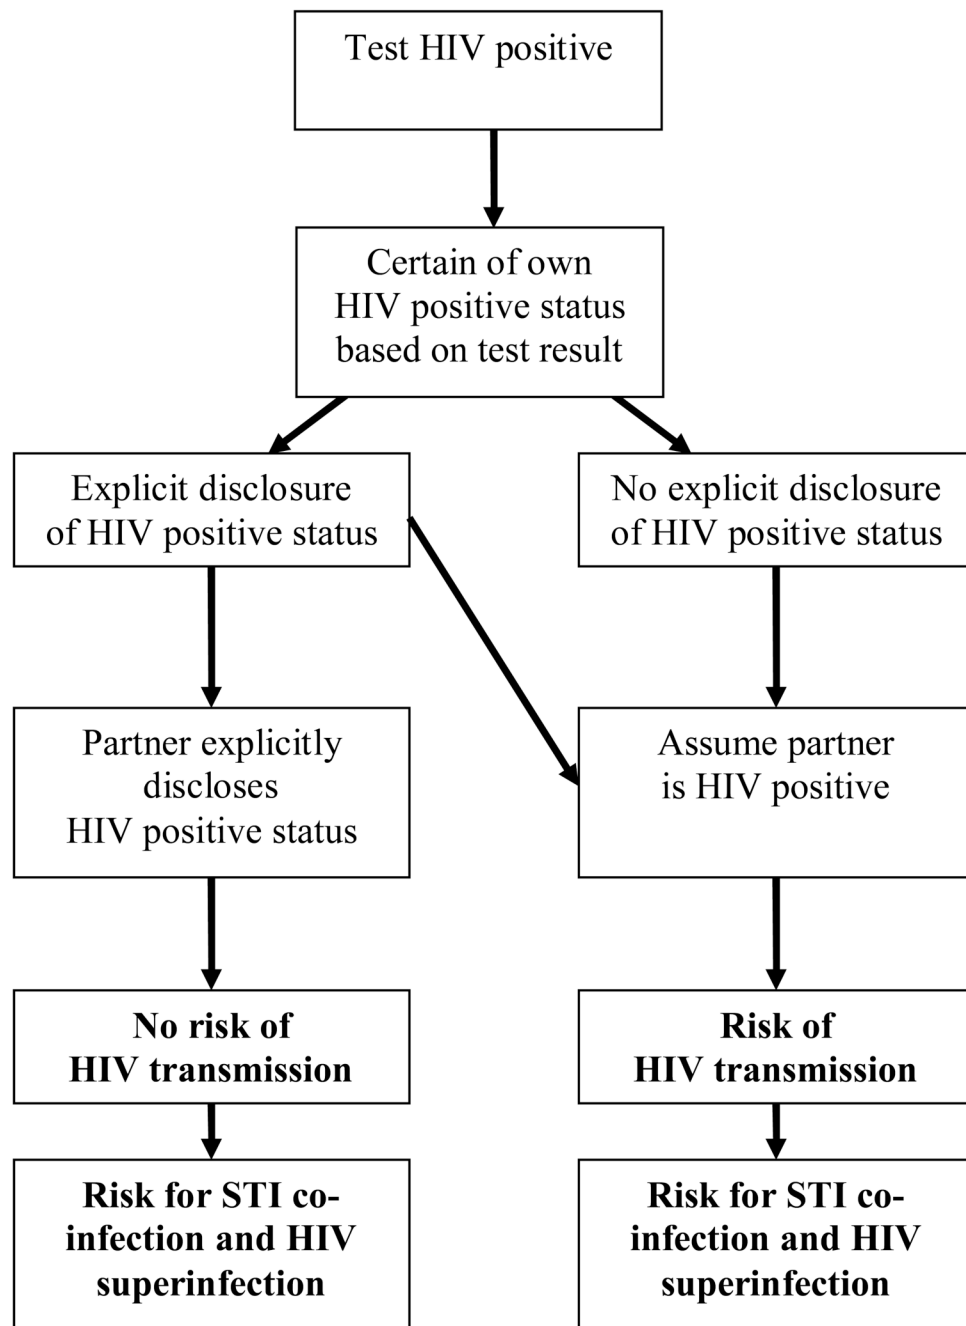 Test HIV positive
Certain of own
HIV positive status
based on test result
Explicit disclosure
of HIV positive status
No explicit disclosure
of HIV positive status
Partner explicitly
discloses
HIV positive status
Assume partner
is HIV positive
No risk of
HIV transmission
Risk of
HIV transmission
Risk for STI co-
infection and HIV
superinfection
Risk for STI co-
infection and HIV
superinfection